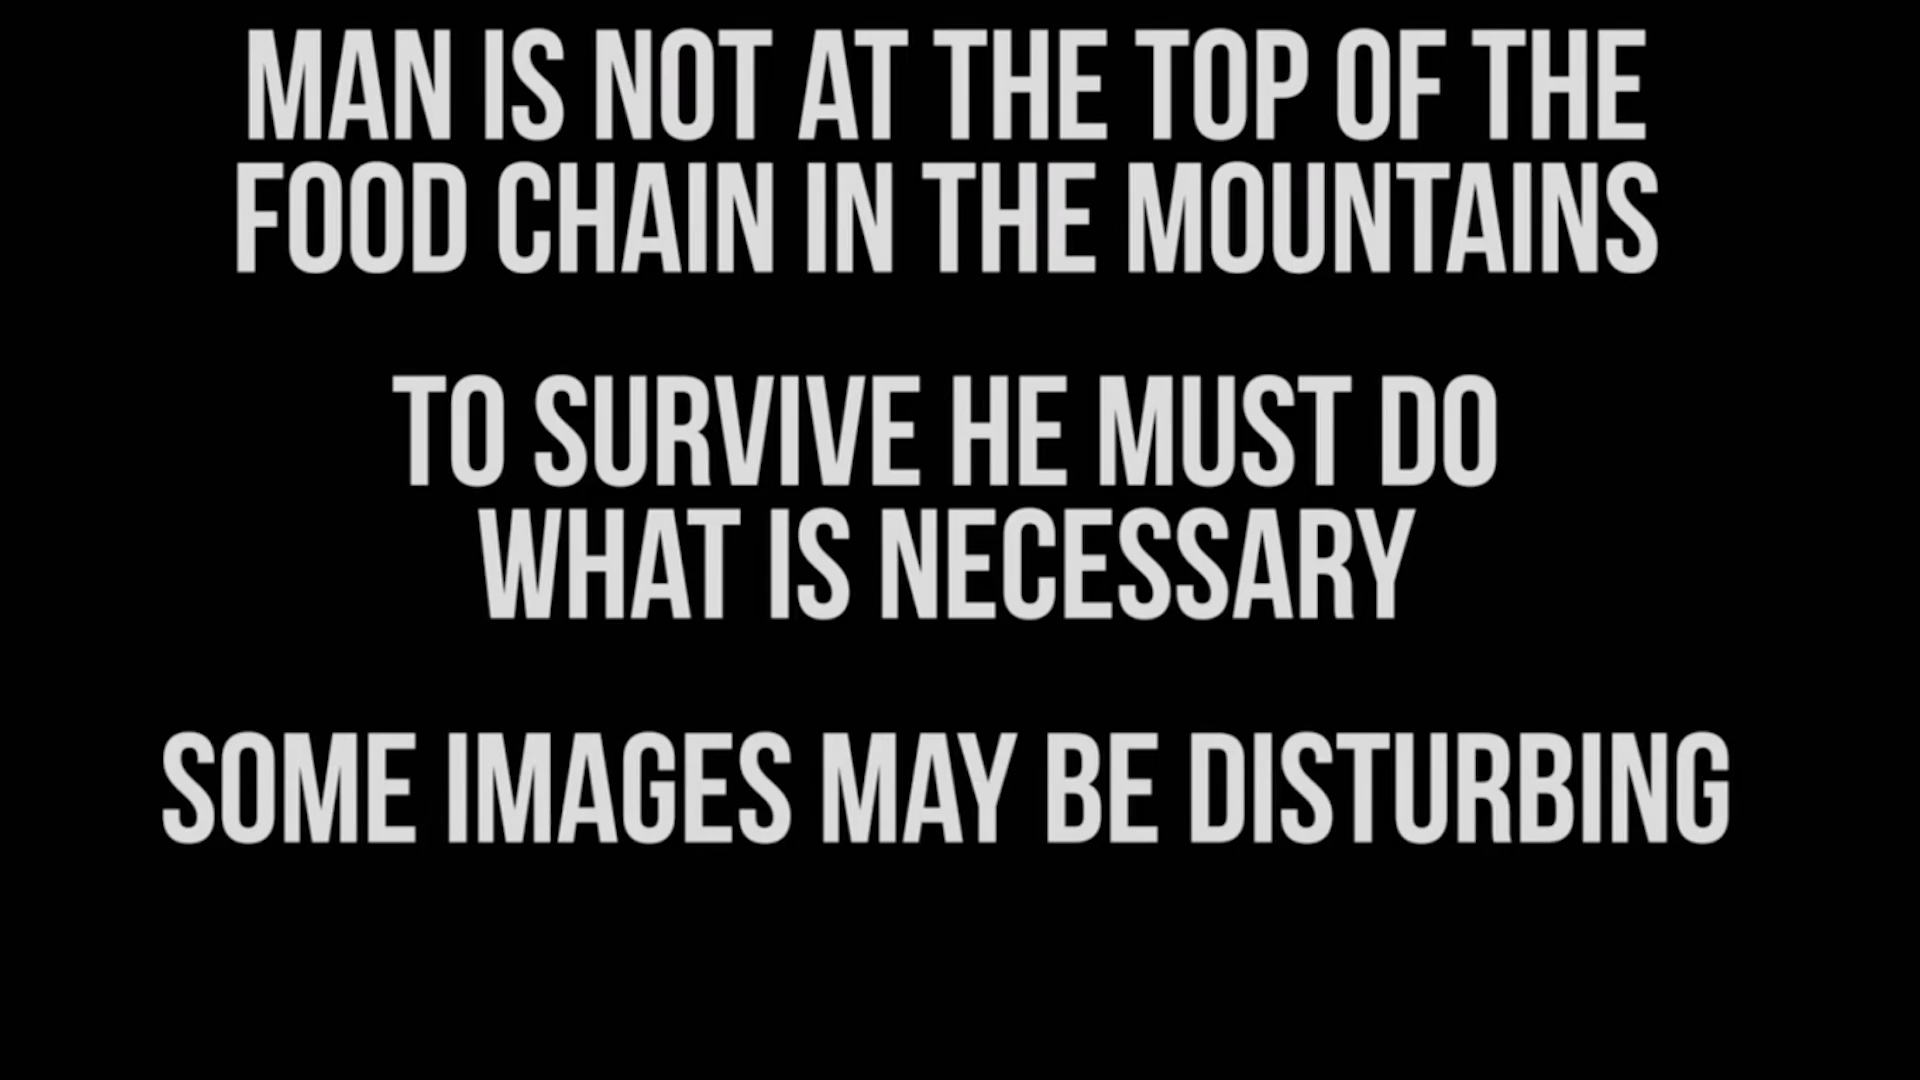 MAN IS NOT AT THE TOP OF THE
FOOD CHAIN IN THE MOUNTAINS
TO SURVIVE HE MUST DO
WHAT IS NECESSARY
SOME IMAGES MAY BE DISTURBING